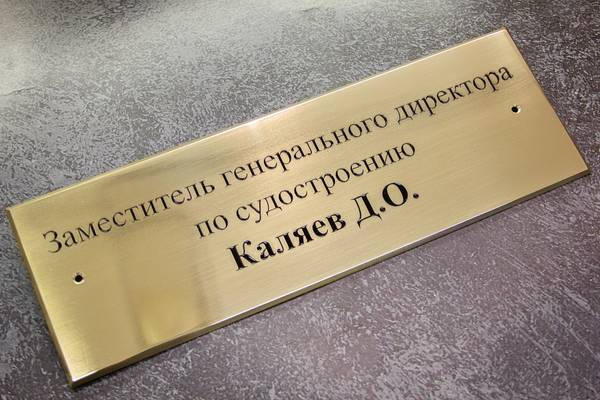 Заместитель генерального директора
по судостроению
Каляев Д.О.